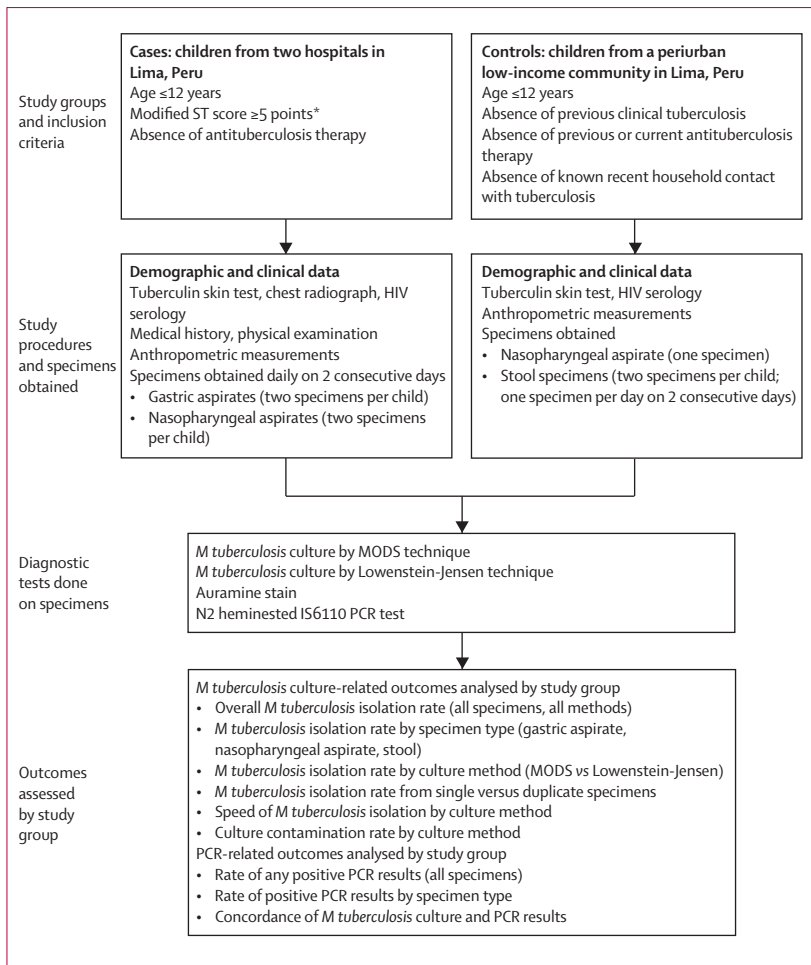 Study groups
and inclusion
criteria
Cases: children from two hospitals in
Lima, Peru
Age ≤12 years
Modified ST score ≥5 points*
Absence of antituberculosis therapy
Controls: children from a periurban
low-income community in Lima, Peru
Age ≤12 years
Absence of previous clinical tuberculosis
Absence of previous or current antituberculosis
therapy
Absence of known recent household contact
with tuberculosis
Study
procedures
and specimens
obtained
Demographic and clinical data
Tuberculin skin test, chest radiograph, HIV
serology
Medical history, physical examination
Anthropometric measurements
Specimens obtained daily on 2 consecutive days
• Gastric aspirates (two specimens per child)
• Nasopharyngeal aspirates (two specimens
per child)
Demographic and clinical data
Tuberculin skin test, HIV serology
Anthropometric measurements
Specimens obtained
• Nasopharyngeal aspirate (one specimen)
• Stool specimens (two specimens per child;
one specimen per day on 2 consecutive days)
Diagnostic
tests done
on specimens
M tuberculosis culture by MODS technique
M tuberculosis culture by Lowenstein-Jensen technique
Auramine stain
N2 heminested IS6110 PCR test
Outcomes
assessed
by study
group
M tuberculosis culture-related outcomes analysed by study group
• Overall M tuberculosis isolation rate (all specimens, all methods)
• M tuberculosis isolation rate by specimen type (gastric aspirate,
nasopharyngeal aspirate, stool)
• M tuberculosis isolation rate by culture method (MODS vs Lowenstein-Jensen)
• M tuberculosis isolation rate from single versus duplicate specimens
• Speed of M tuberculosis isolation by culture method
• Culture contamination rate by culture method
PCR-related outcomes analysed by study group
• Rate of any positive PCR results (all specimens)
• Rate of positive PCR results by specimen type
• Concordance of M tuberculosis culture and PCR results